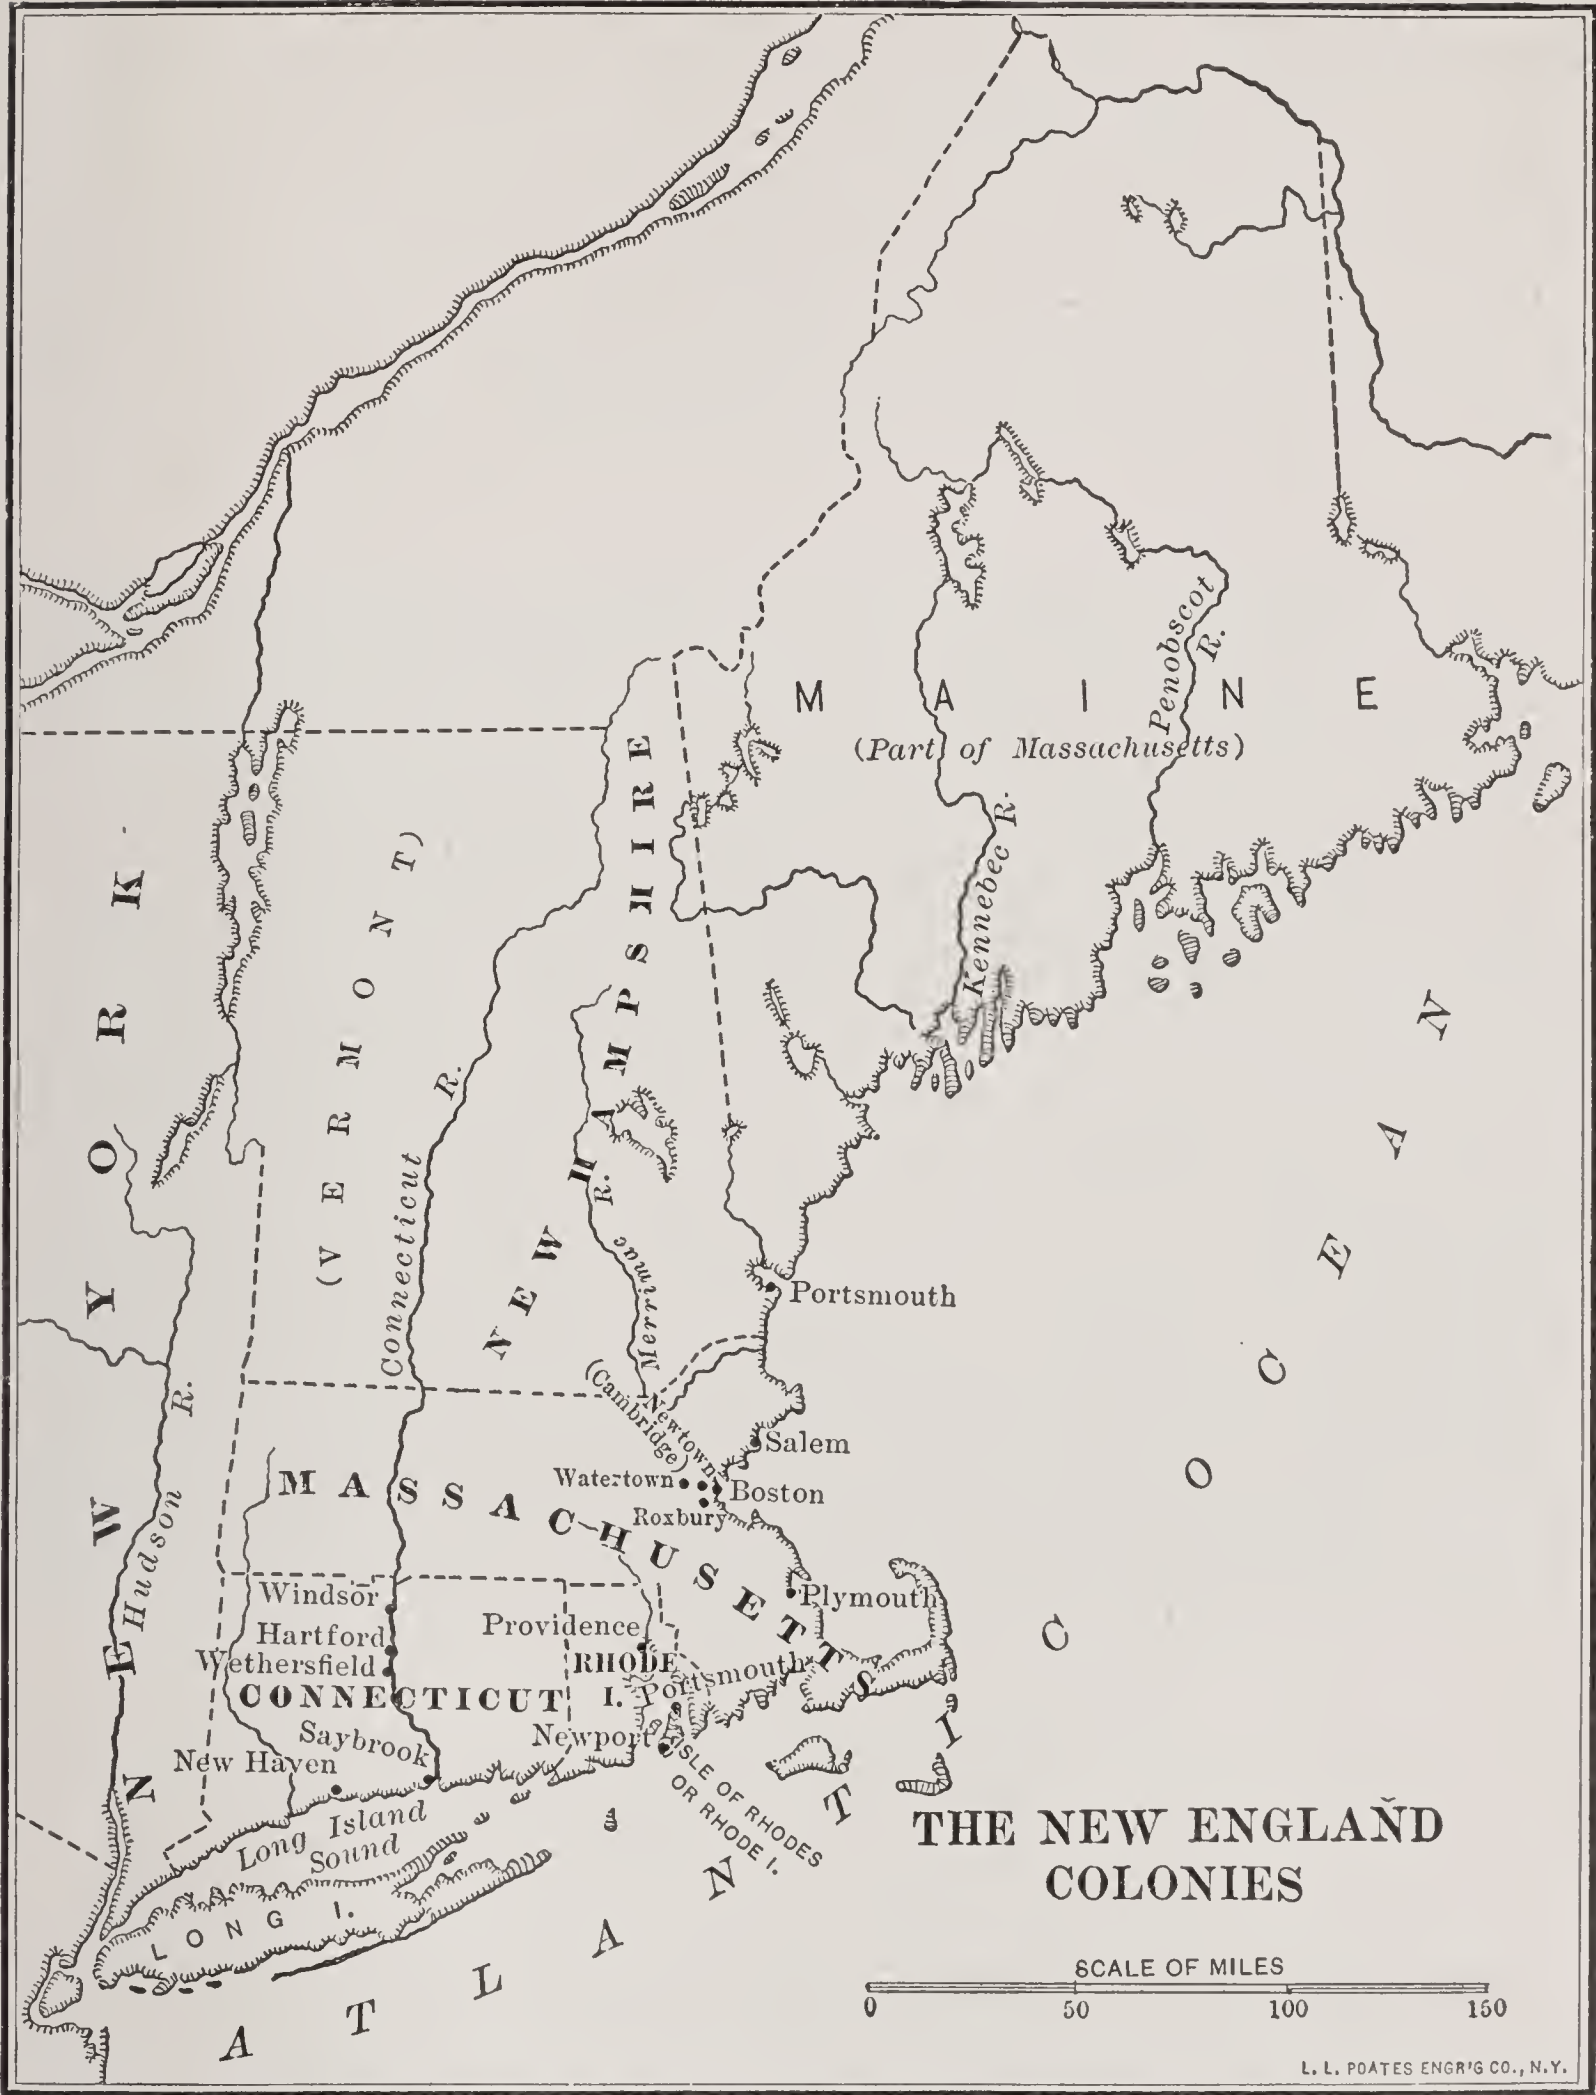 MAINE
(Part of Massachusetts)
Penobscot R.
Kennebec R.
NEW YORK
(VERMONT)
NEW HAMPSHIRE
Connecticut R.
Merrimac R.
Hudson R.
Portsmouth
(Cambridge)
Newtown
Salem
Watertown
Boston
Roxbury
MASSACHUSETTS
Plymouth
Windsor
Hartford
Wethersfield
Providence
RHODE
I.
Portsmouth
CONNECTICUT
Saybrook
Newport
New Haven
ISLE OF RHODES
OR RHODE I.
Long Island
Sound
LONG I.
ATLANTIC OCEAN
THE NEW ENGLAND
COLONIES
SCALE OF MILES
0 50 100 150
L. L. POATES ENGR'G CO., N.Y.